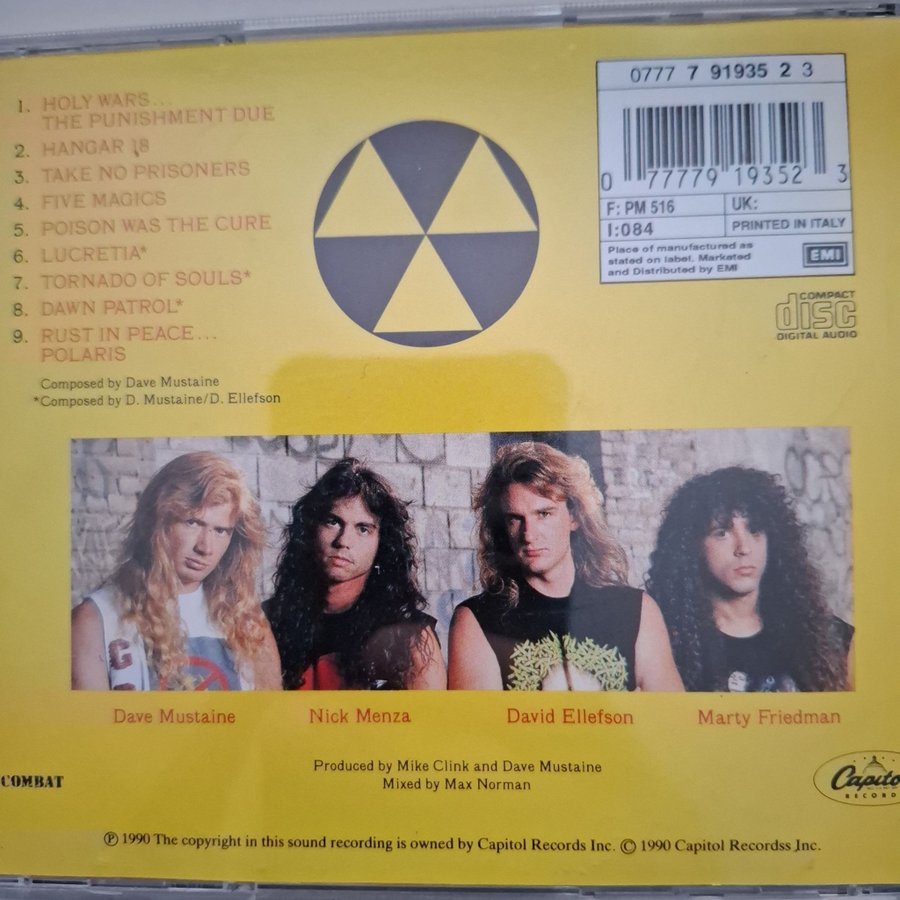 1. HOLY WARS...
THE PUNISHMENT DUE
2. HANGAR 18
3. TAKE NO PRISONERS
4. FIVE MAGICS
5. POISON WAS THE CURE
6. LUCRETIA*
7. TORNADO OF SOULS*
8. DAWN PATROL*
9. RUST IN PEACE...
POLARIS
Composed by Dave Mustaine
*Composed by D. Mustaine/D. Ellefson
0777 7 91935 2 3
0 77779 19352 3
F: PM 516
UK:
I:084
PRINTED IN ITALY
Place of manufactured as
stated on label. Marketed
and Distributed by EMI
EMI
COMPACT
disc
DIGITAL AUDIO
G
Dave Mustaine
Nick Menza
David Ellefson
Marty Friedman
Produced by Mike Clink and Dave Mustaine
Mixed by Max Norman
COMBAT
Capito
RECORD
Ⓟ 1990 The copyright in this sound recording is owned by Capitol Records Inc. © 1990 Capitol Recordss Inc.